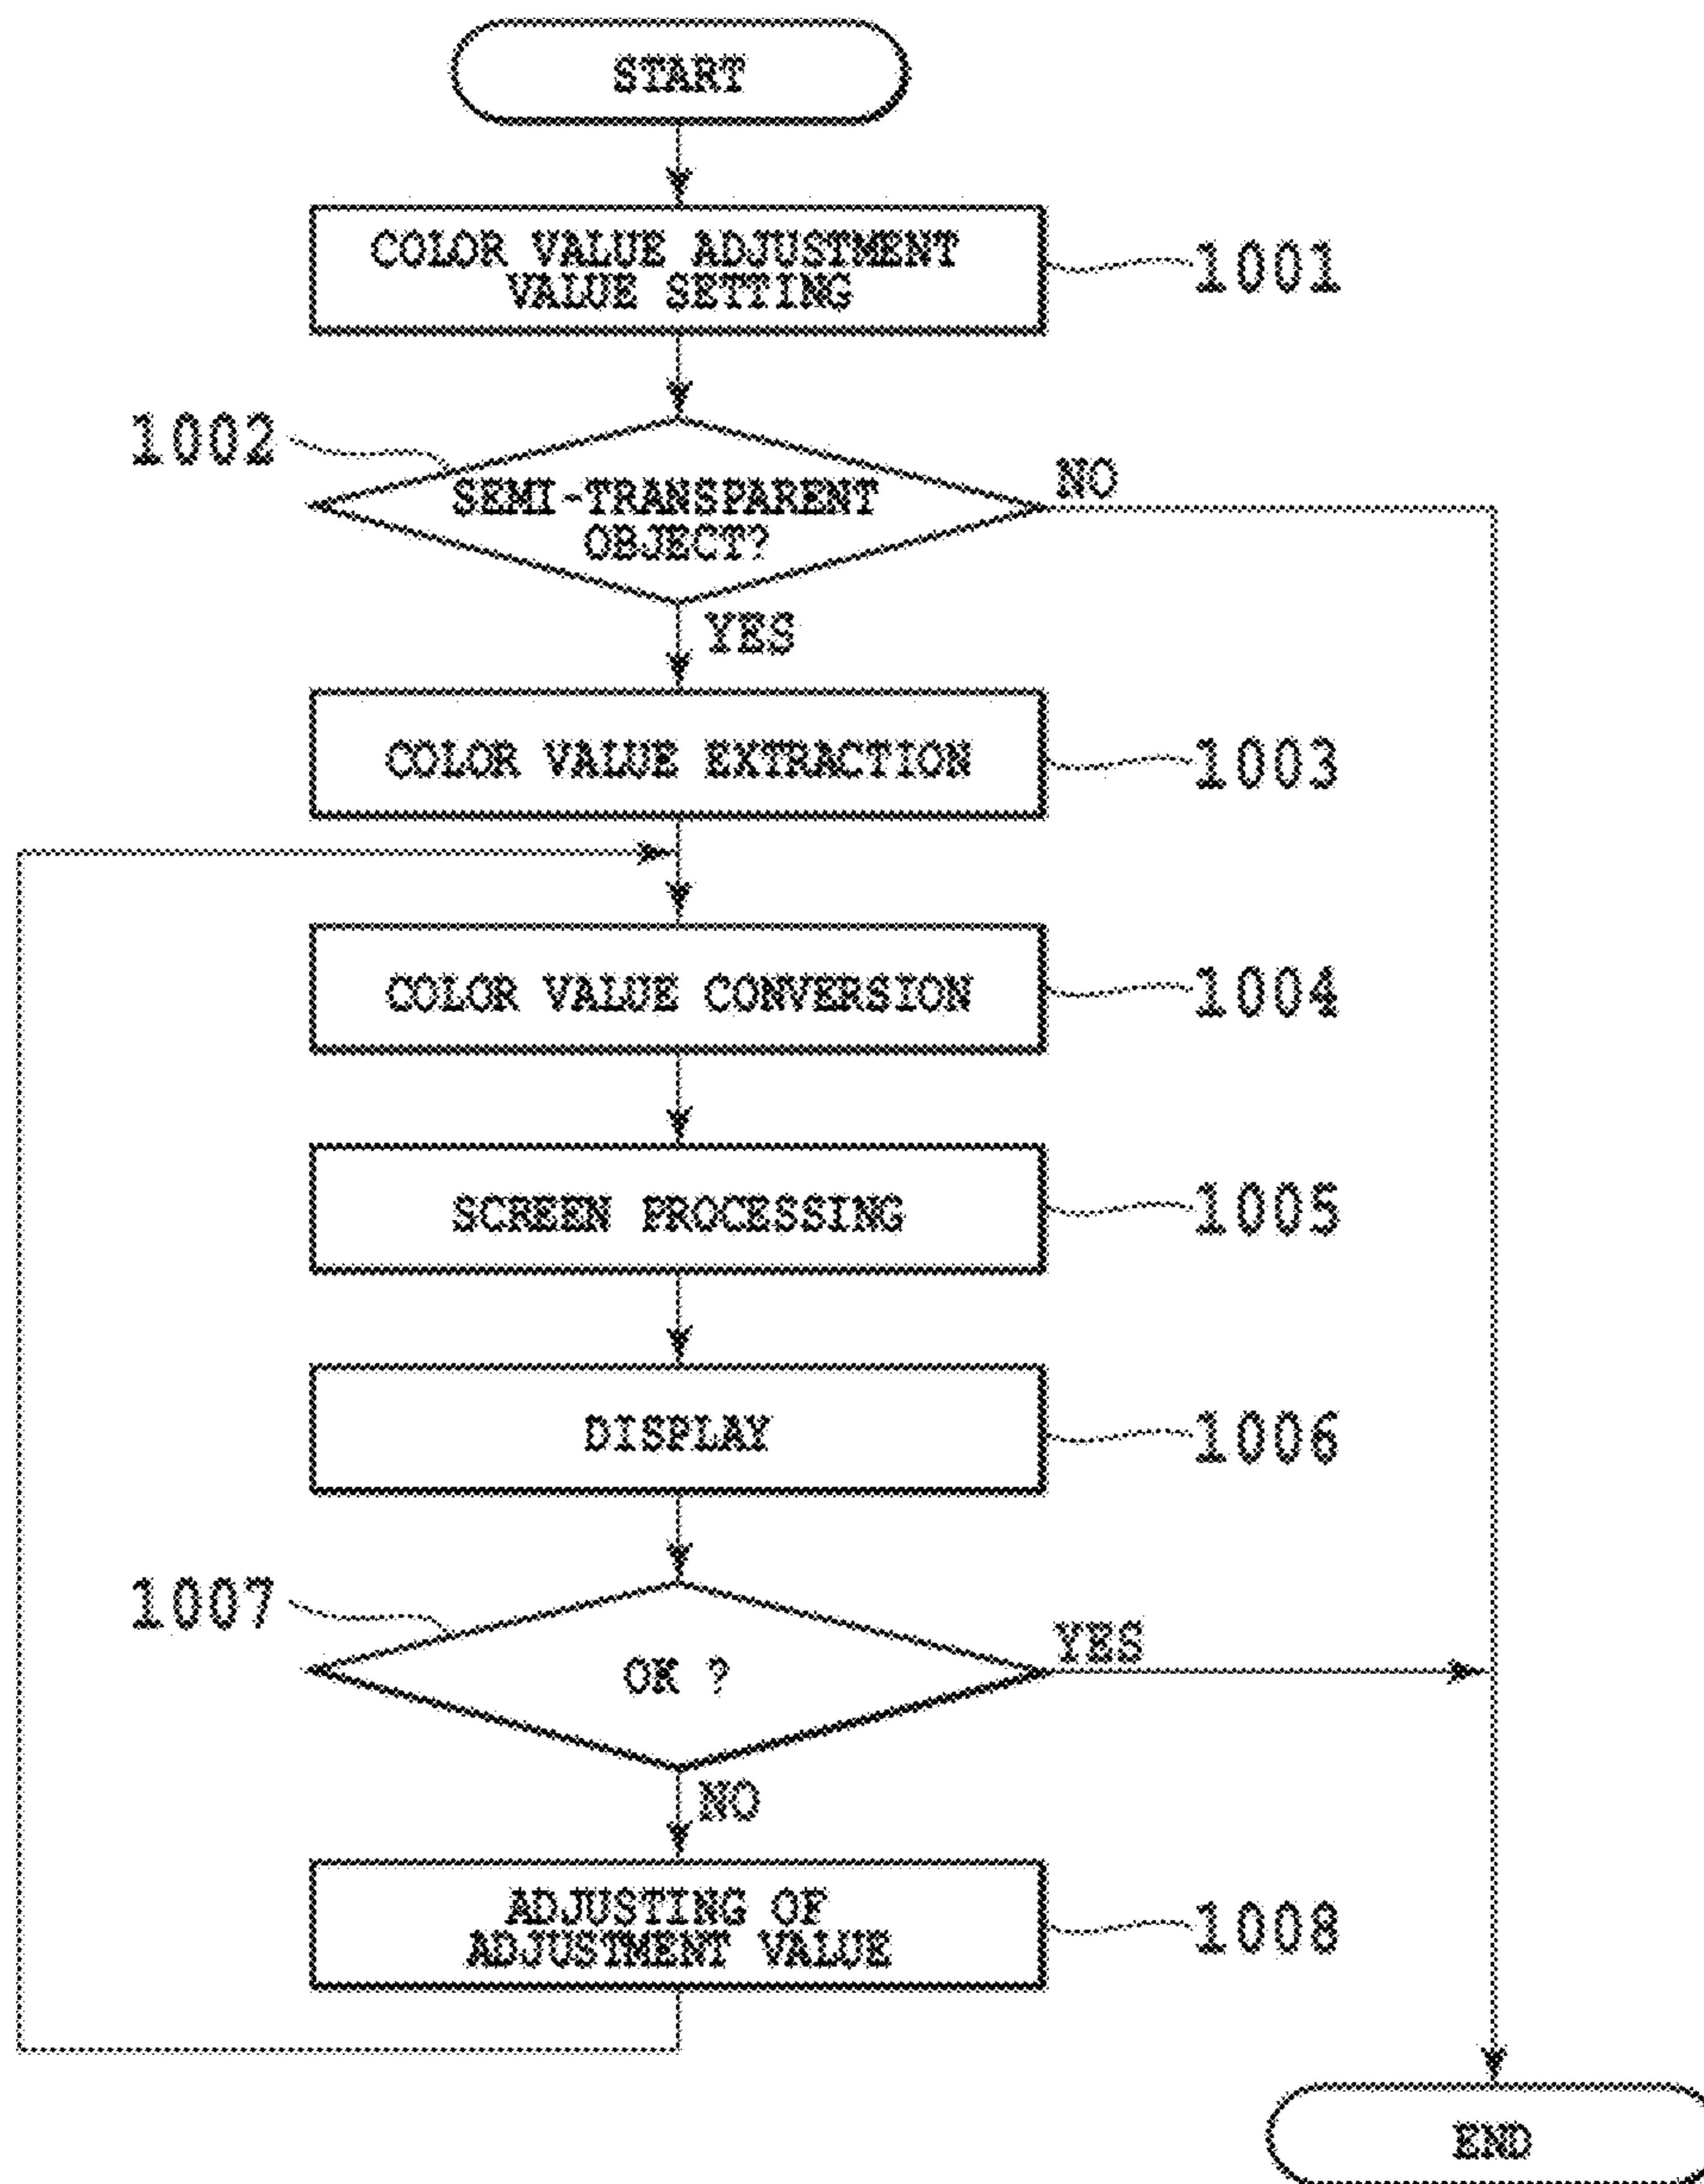 START
COLOR VALUE ADJUSTMENT
VALUE SETTING
1001
1002
SEMI-TRANSPARENT
OBJECT?
NO
YES
COLOR VALUE EXTRACTION
1003
COLOR VALUE CONVERSION
1004
SCREEN PROCESSING
1005
DISPLAY
1006
1007
OK ?
YES
NO
ADJUSTING OF
ADJUSTMENT VALUE
1008
END